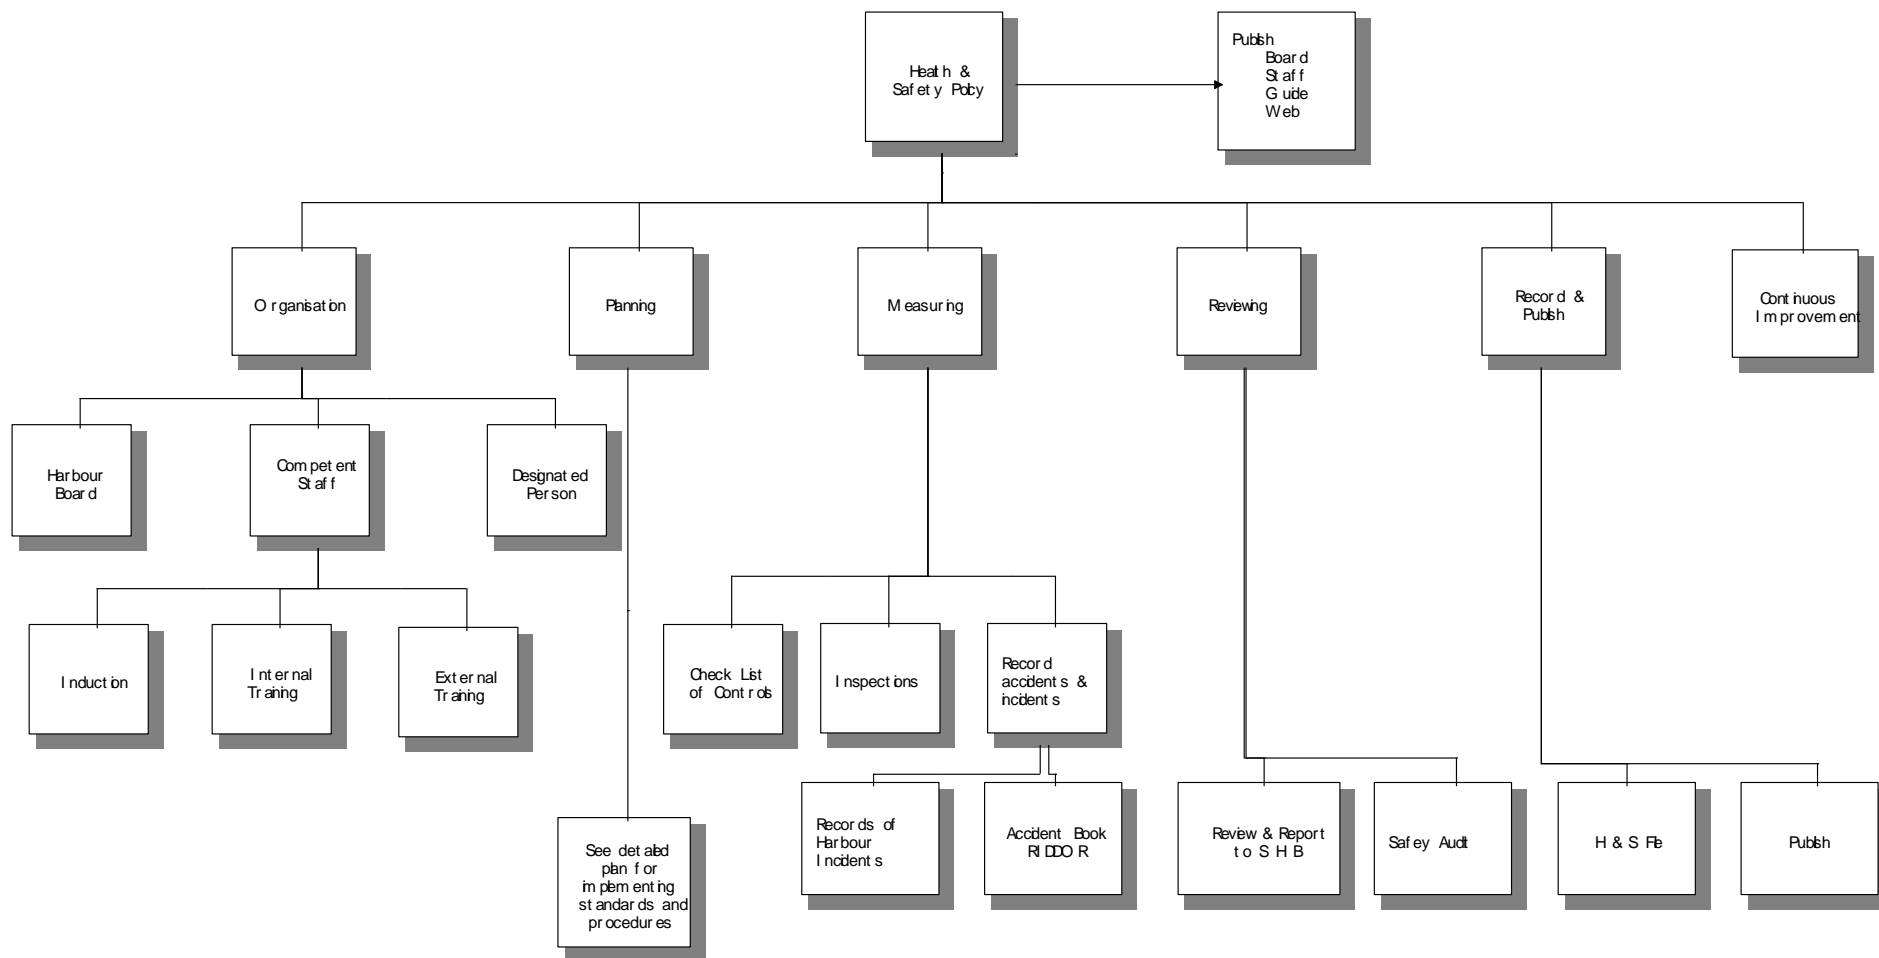 Health &
Safety Policy
Publish
Board
Staff
Guide
Web
Organisation
Planning
Measuring
Reviewing
Record &
Publish
Continuous
Improvement
Harbour
Board
Competent
Staff
Designated
Person
Induction
Internal
Training
External
Training
Check List
of Controls
Inspections
Record
accidents &
incidents
See detailed
plan for
implementing
standards and
procedures
Records of
Harbour
Incidents
Accident Book
RIDDOR
Review & Report
to SHB
Safey Audit
H & S File
Publish